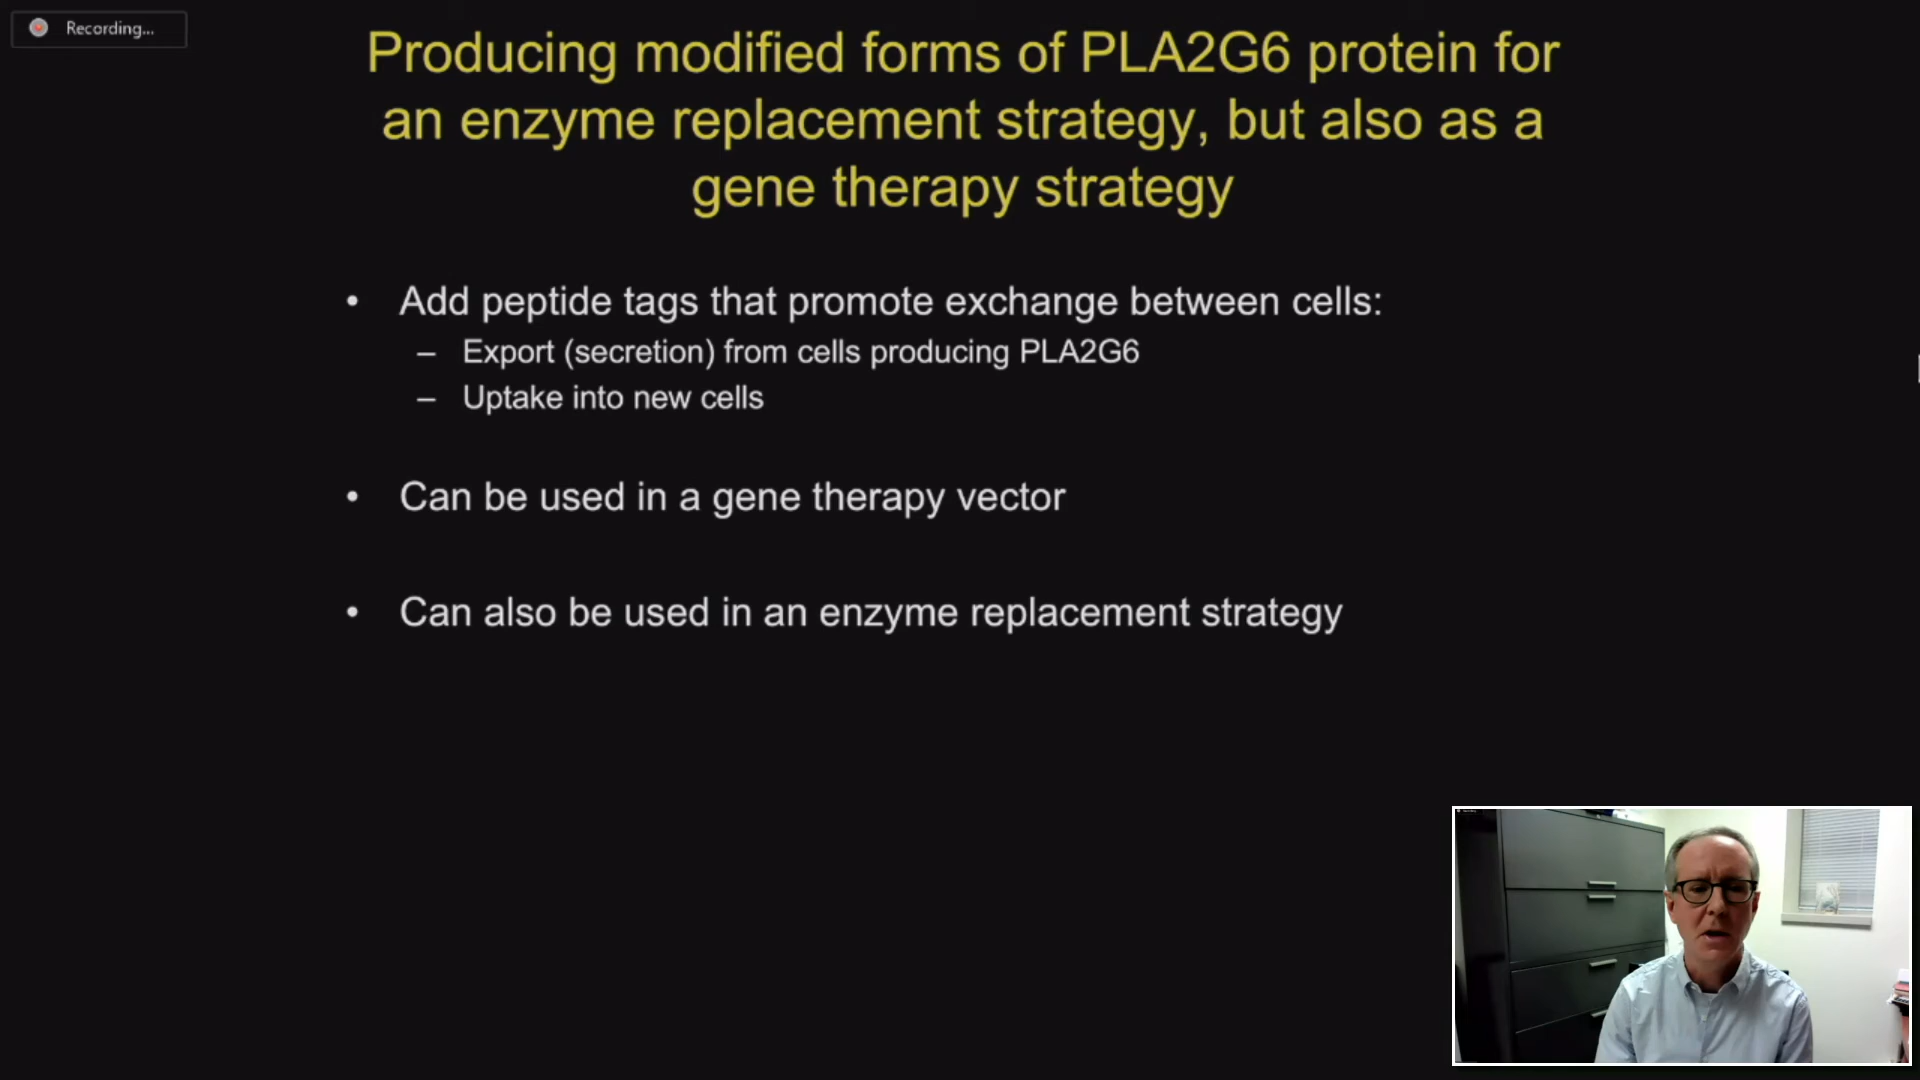 Recording...
Producing modified forms of PLA2G6 protein for
an enzyme replacement strategy, but also as a
gene therapy strategy
• Add peptide tags that promote exchange between cells:
– Export (secretion) from cells producing PLA2G6
– Uptake into new cells
• Can be used in a gene therapy vector
• Can also be used in an enzyme replacement strategy